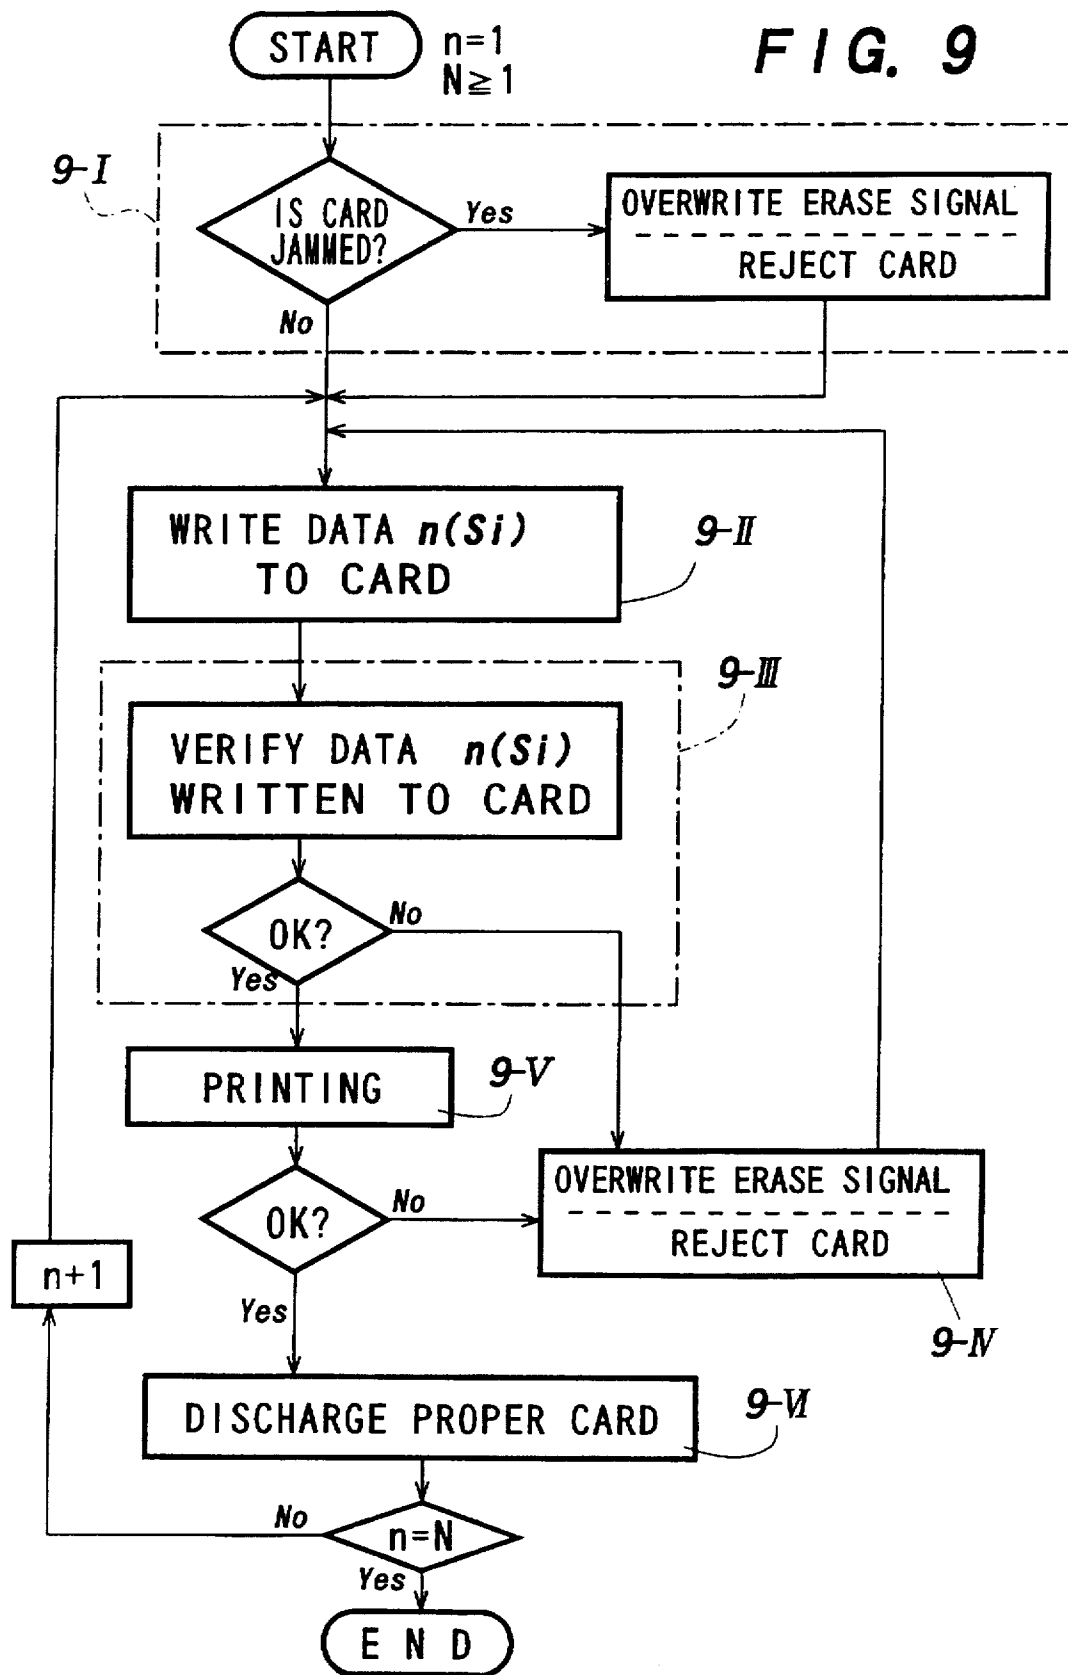 FIG. 9
START
n=1
N≧1
9-I
IS CARD
JAMMED?
Yes
OVERWRITE ERASE SIGNAL
REJECT CARD
No
WRITE DATA n(Si)
TO CARD
9-II
9-III
VERIFY DATA n(Si)
WRITTEN TO CARD
OK?
No
Yes
PRINTING
9-V
OK?
No
OVERWRITE ERASE SIGNAL
REJECT CARD
n+1
Yes
9-IV
DISCHARGE PROPER CARD
9-VI
No
n=N
Yes
END